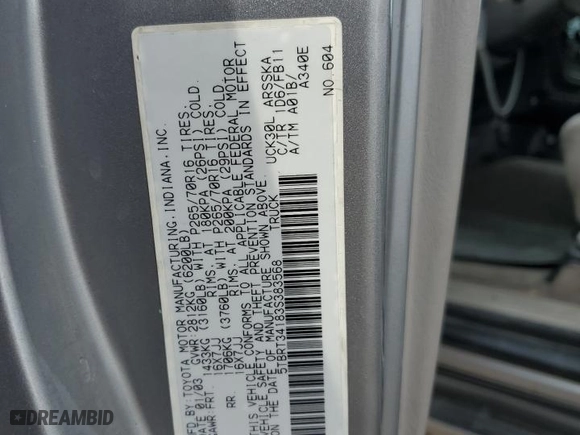 MFD.BY:TOYOTA MOTOR MANUFACTURING.INDIANA.INC.
DATE 01/03 GVWR:2812KG (6200LB)
GAWR FRT. 1433KG (3160LB) WITH P265/70R16 TIRES.
16X7JJ RIMS. AT 180KPA (26PSI) COLD.
RR. 1706KG (3760LB) WITH P265/70R16 TIRES.
16X7JJ RIMS. AT 200KPA (29PSI) COLD
THIS VEHICLE CONFORMS TO ALL APPLICABLE FEDERAL MOTOR
VEHICLE SAFETY AND THEFT PREVENTION STANDARDS IN EFFECT
ON THE DATE OF MANUFACTURE SHOWN ABOVE.
5TBRT34183S383568 TRUCK
UCK30L ARSSKA
C/TR 1D6/FB11
A/TM A01B/
A340E
NO.604
© DREAMBID